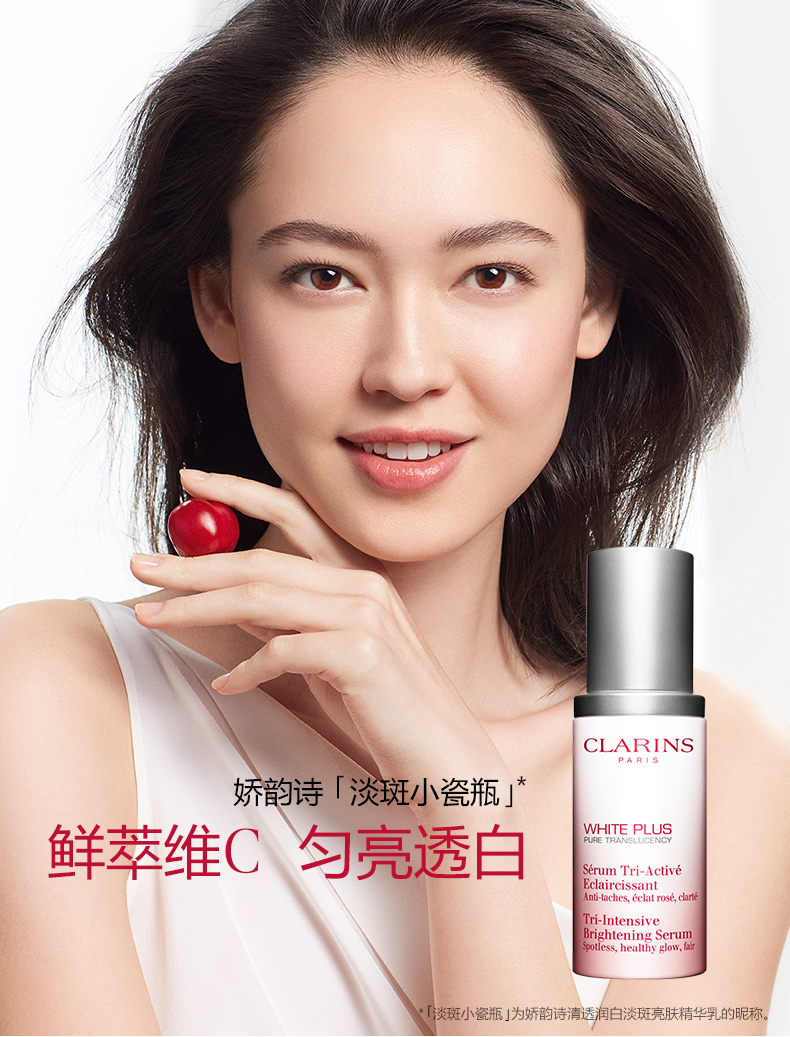 娇韵诗「淡斑小瓷瓶」*
鲜萃维C 匀亮透白
CLARINS
PARIS
WHITE PLUS
PURE TRANSLUCENCY
Sérum Tri-Activé
Eclaircissant
Anti-taches, éclat rosé, clarté
Tri-Intensive
Brightening Serum
Spotless, healthy glow, fair
*「淡斑小瓷瓶」为娇韵诗清透润白淡斑亮肤精华乳的昵称。